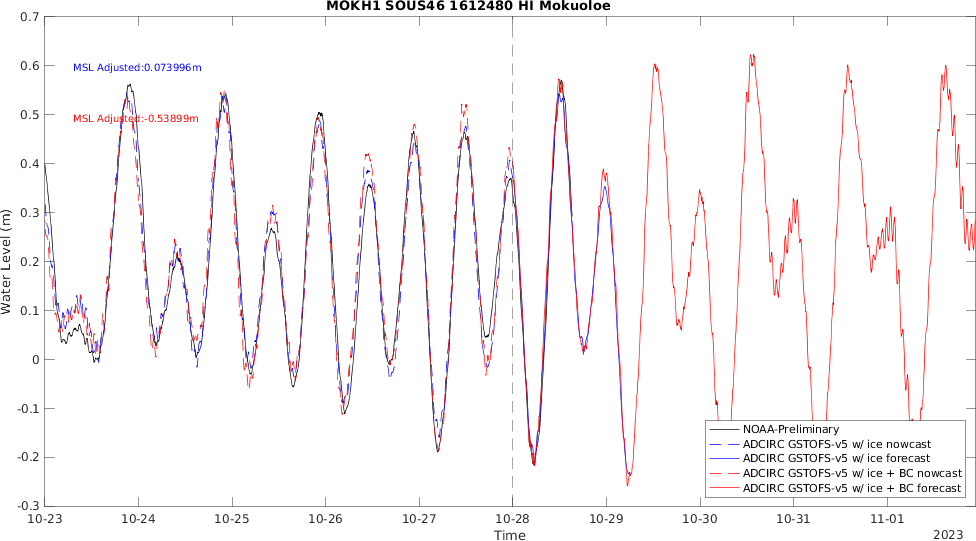 MOKH1 SOUS46 1612480 HI Mokuoloe
0.7
0.6
0.5
0.4
0.3
0.2
0.1
0
-0.1
-0.2
-0.3
Water Level (m)
MSL Adjusted:0.073996m
MSL Adjusted:-0.53899m
NOAA-Preliminary
ADCIRC GSTOFS-v5 w/ ice nowcast
ADCIRC GSTOFS-v5 w/ ice forecast
ADCIRC GSTOFS-v5 w/ ice + BC nowcast
ADCIRC GSTOFS-v5 w/ ice + BC forecast
10-23 10-24 10-25 10-26 10-27 10-28 10-29 10-30 10-31 11-01
Time
2023